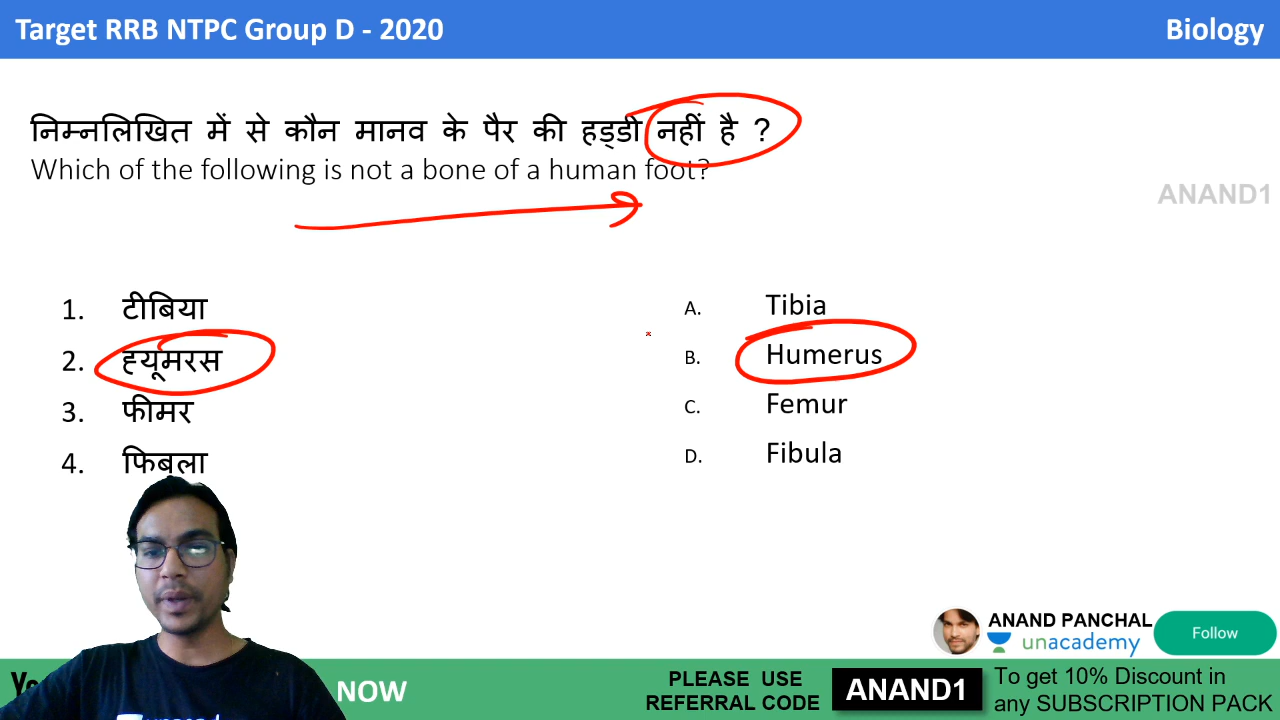 Target RRB NTPC Group D - 2020
Biology
निम्नलिखित में से कौन मानव के पैर की हड्डी नहीं है ?
Which of the following is not a bone of a human foot?
ANAND1
1. टीबिया
2. ह्यूमरस
3. फीमर
4. फिबुला
A. Tibia
B. Humerus
C. Femur
D. Fibula
ANAND PANCHAL
unacademy
Follow
NOW
PLEASE USE
REFERRAL CODE
ANAND1
To get 10% Discount in
any SUBSCRIPTION PACK